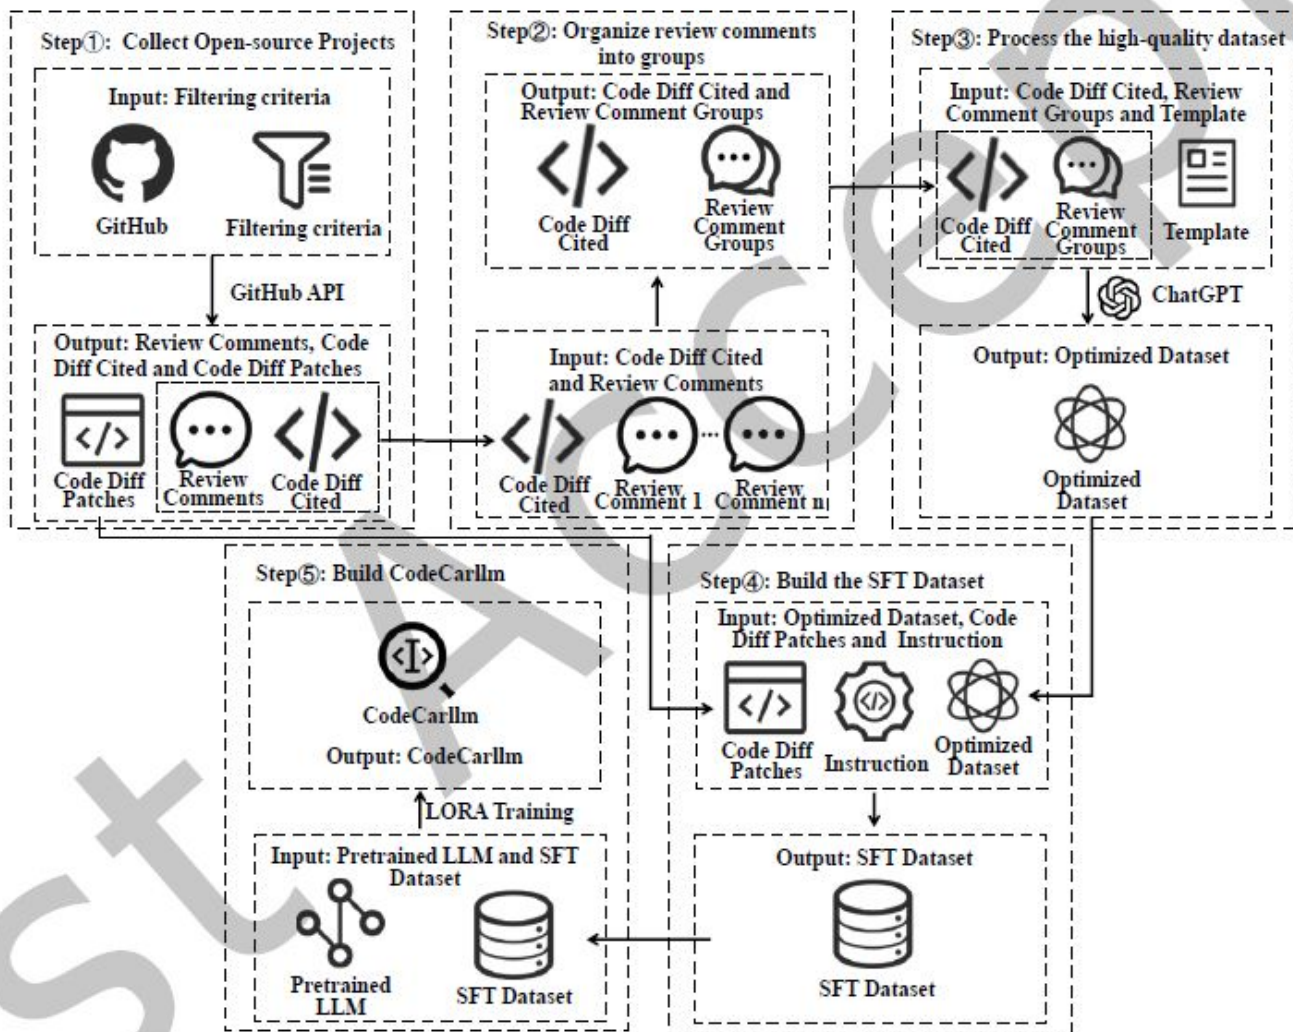 Step①: Collect Open-source Projects
Input: Filtering criteria
GitHub
Filtering criteria
GitHub API
Output: Review Comments, Code
Diff Cited and Code Diff Patches
Code Diff
Patches
Review
Comments
Code Diff
Cited
Step②: Organize review comments
into groups
Output: Code Diff Cited and
Review Comment Groups
Code Diff
Cited
Review
Comment
Groups
Input: Code Diff Cited
and Review Comments
Code Diff
Cited
Review
Comment 1
...
Review
Comment n
Step③: Process the high-quality dataset
Input: Code Diff Cited, Review
Comment Groups and Template
Code Diff
Cited
Review
Comment
Groups
Template
ChatGPT
Output: Optimized Dataset
Optimized
Dataset
Step④: Build the SFT Dataset
Input: Optimized Dataset, Code
Diff Patches and Instruction
Code Diff
Patches
Instruction
Optimized
Dataset
Output: SFT Dataset
SFT Dataset
Step⑤: Build CodeCarllm
CodeCarllm
Output: CodeCarllm
LORA Training
Input: Pretrained LLM and SFT
Dataset
Pretrained
LLM
SFT Dataset
st Accep